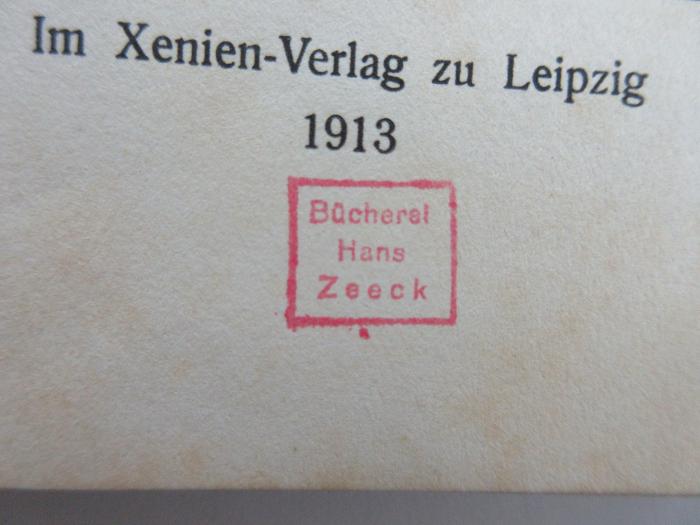 Im Xenien-Verlag zu Leipzig
1913
Bücherei
Hans
Zeeck